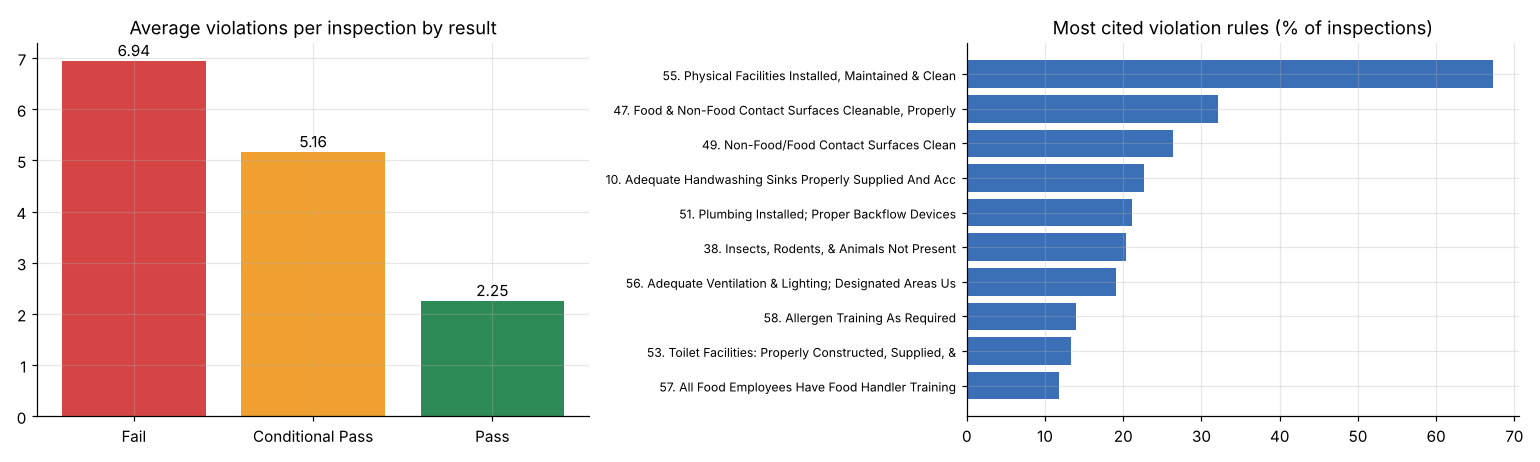 Average violations per inspection by result
7
6
5
4
3
2
1
0
6.94
5.16
2.25
Fail
Conditional Pass
Pass
Most cited violation rules (% of inspections)
55. Physical Facilities Installed, Maintained & Clean
47. Food & Non-Food Contact Surfaces Cleanable, Properly
49. Non-Food/Food Contact Surfaces Clean
10. Adequate Handwashing Sinks Properly Supplied And Acc
51. Plumbing Installed; Proper Backflow Devices
38. Insects, Rodents, & Animals Not Present
56. Adequate Ventilation & Lighting; Designated Areas Us
58. Allergen Training As Required
53. Toilet Facilities: Properly Constructed, Supplied, &
57. All Food Employees Have Food Handler Training
0 10 20 30 40 50 60 70